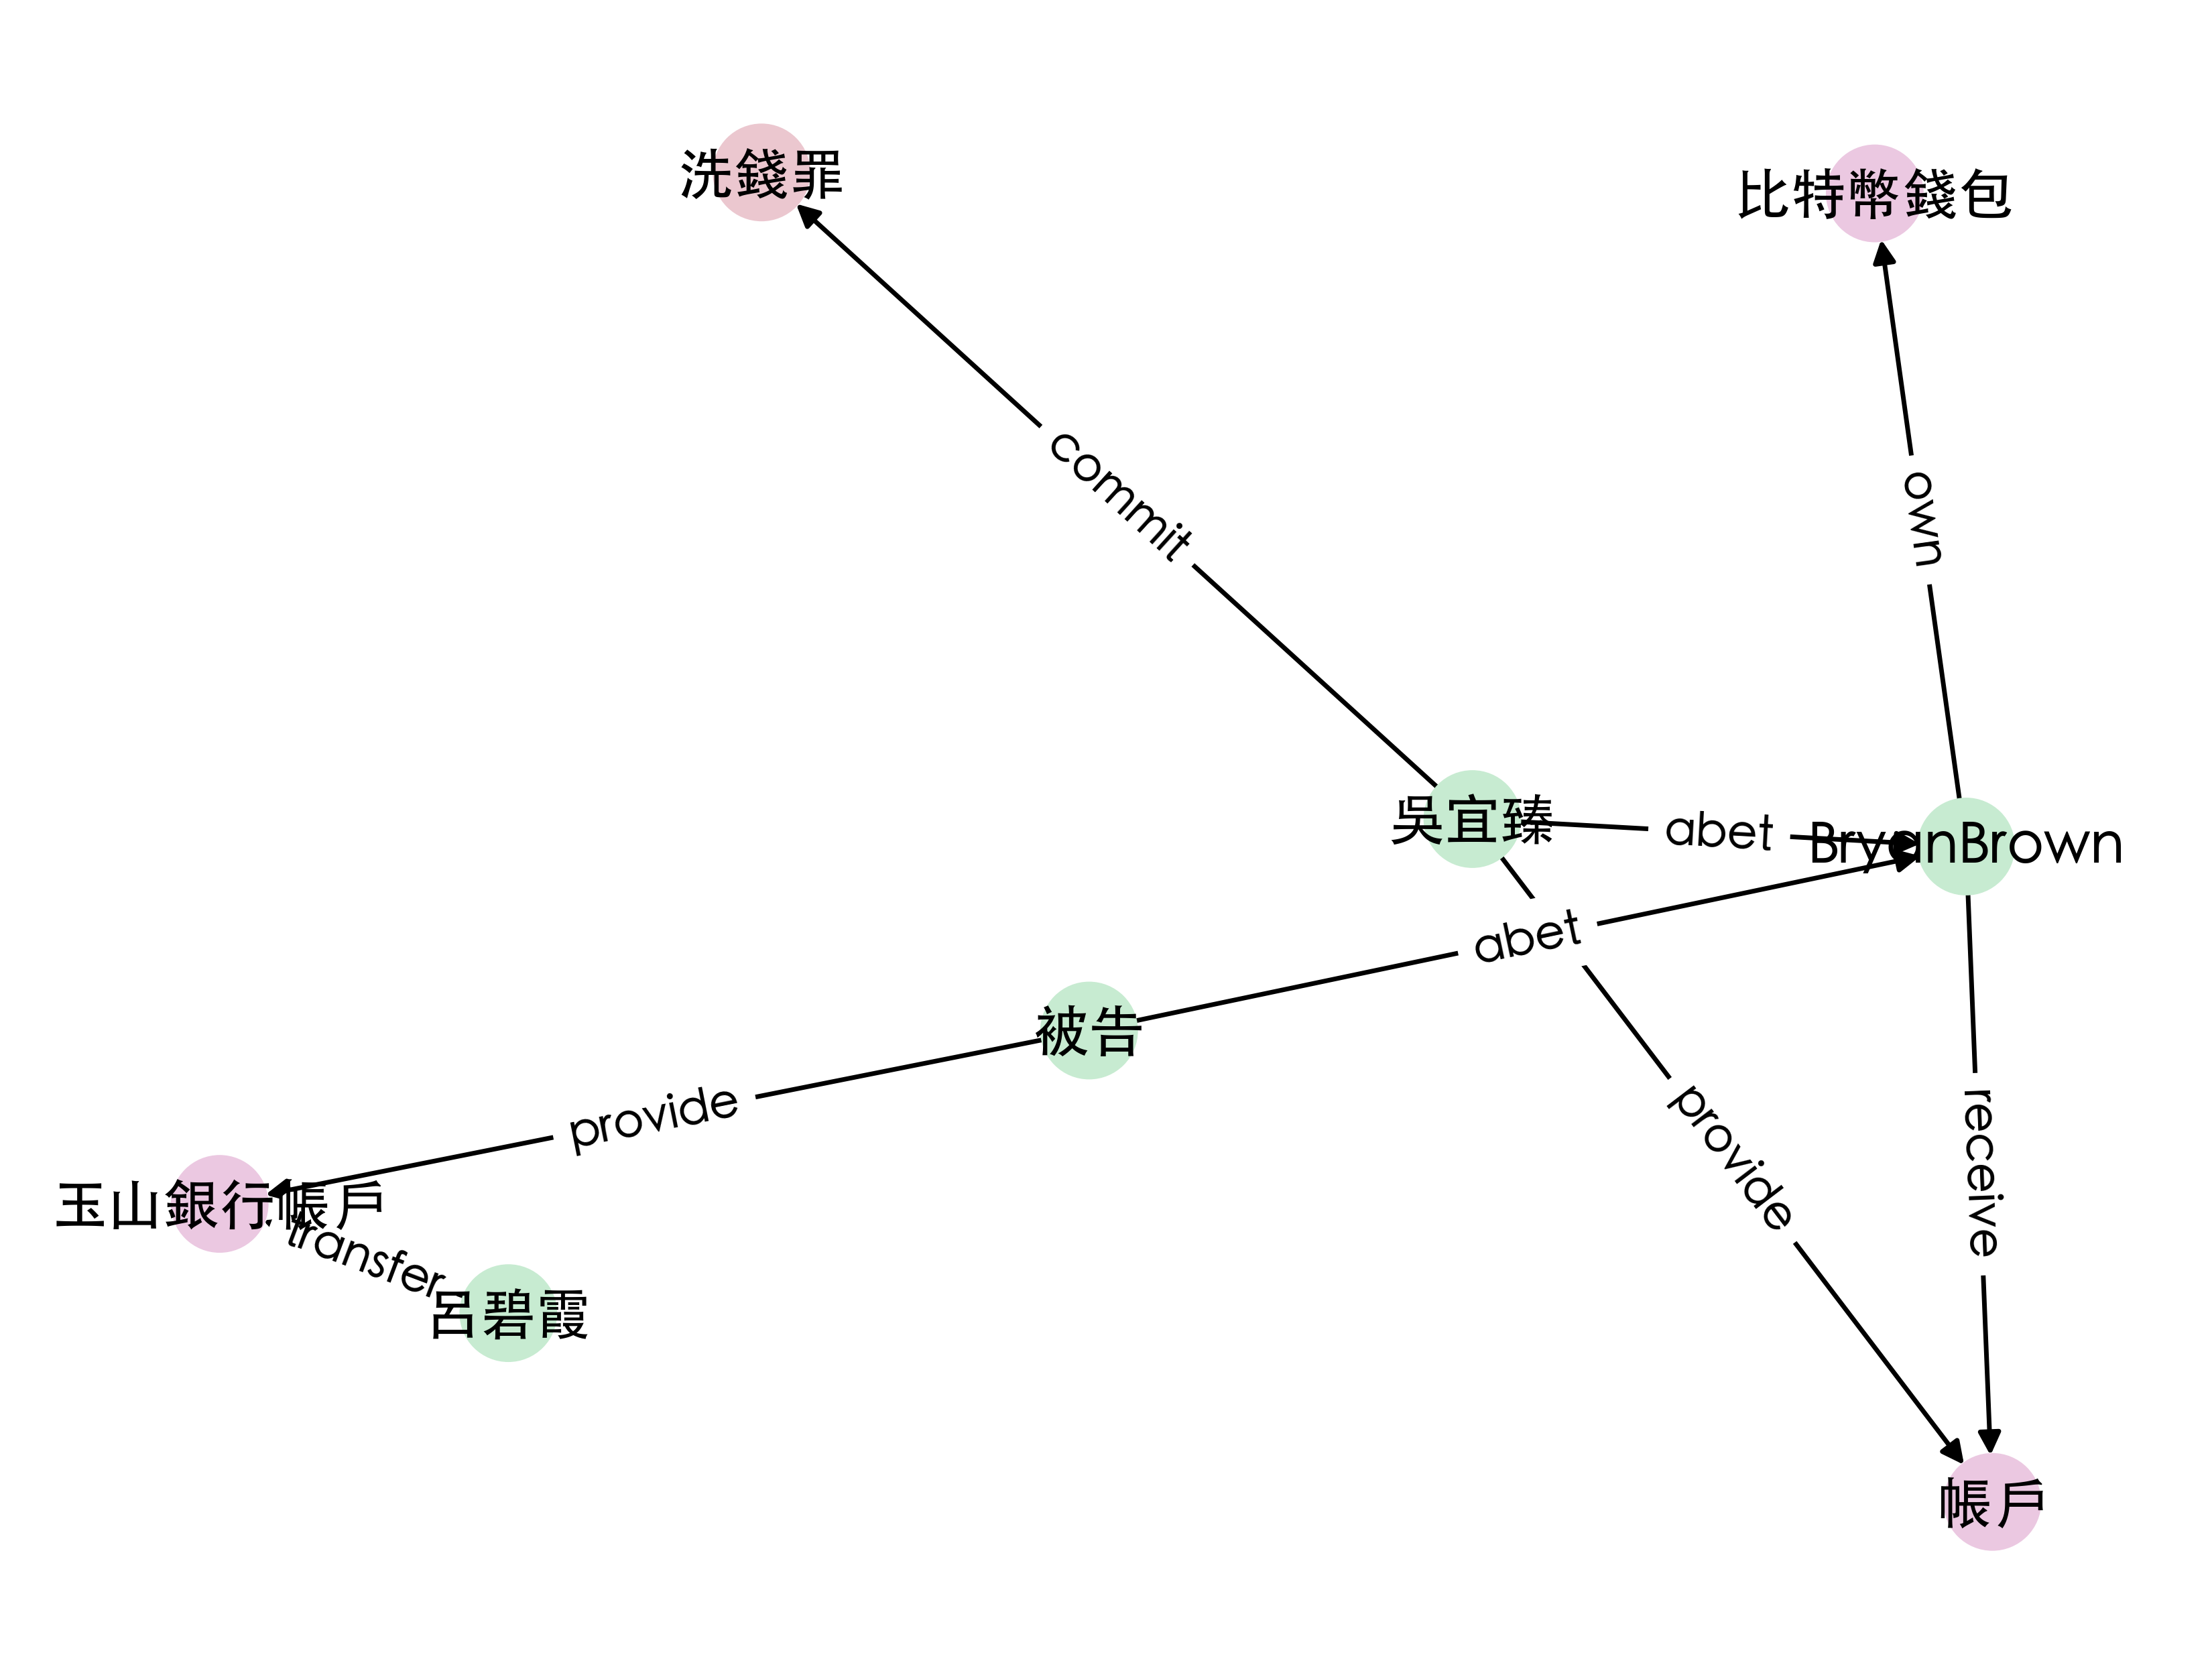 洗錢罪
比特幣錢包
commit
own
吳宜臻
abet
BryanBrown
abet
被告
provide
provide
receive
玉山銀行帳戶
transfer
呂碧霞
帳戶